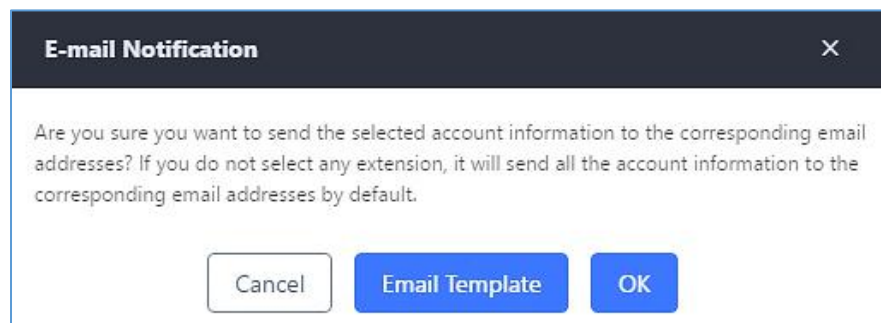 E-mail Notification ×
Are you sure you want to send the selected account information to the corresponding email
addresses? If you do not select any extension, it will send all the account information to the
corresponding email addresses by default.
Cancel Email Template OK